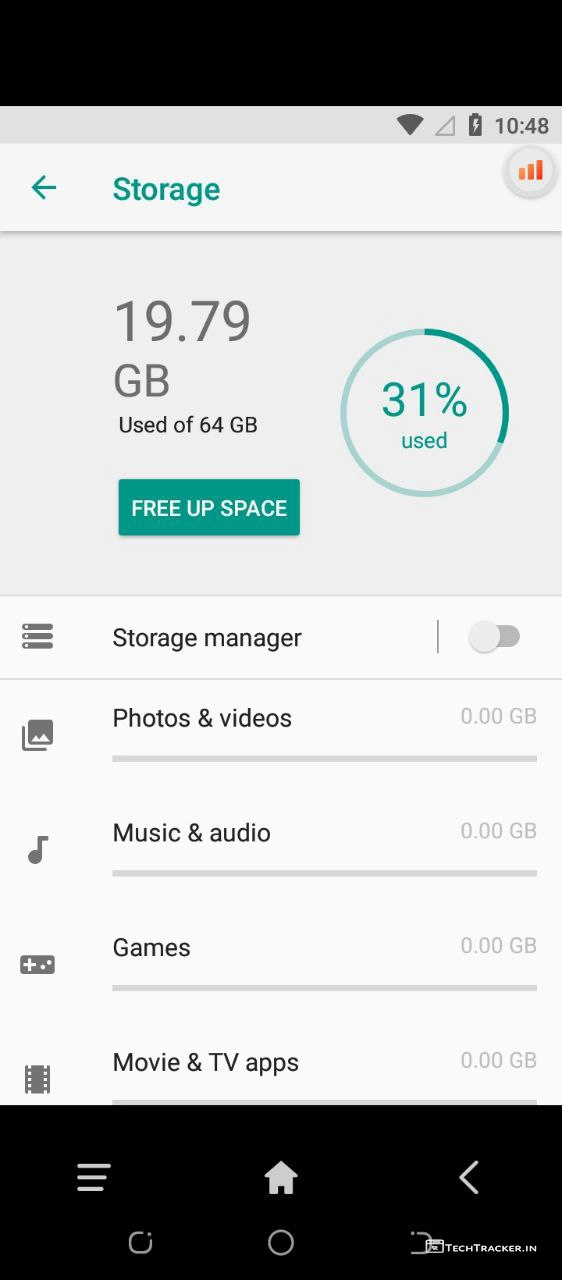 10:48
Storage
19.79
GB
Used of 64 GB
31%
used
FREE UP SPACE
Storage manager
Photos & videos 0.00 GB
Music & audio 0.00 GB
Games 0.00 GB
Movie & TV apps 0.00 GB
TECHTRACKER.IN